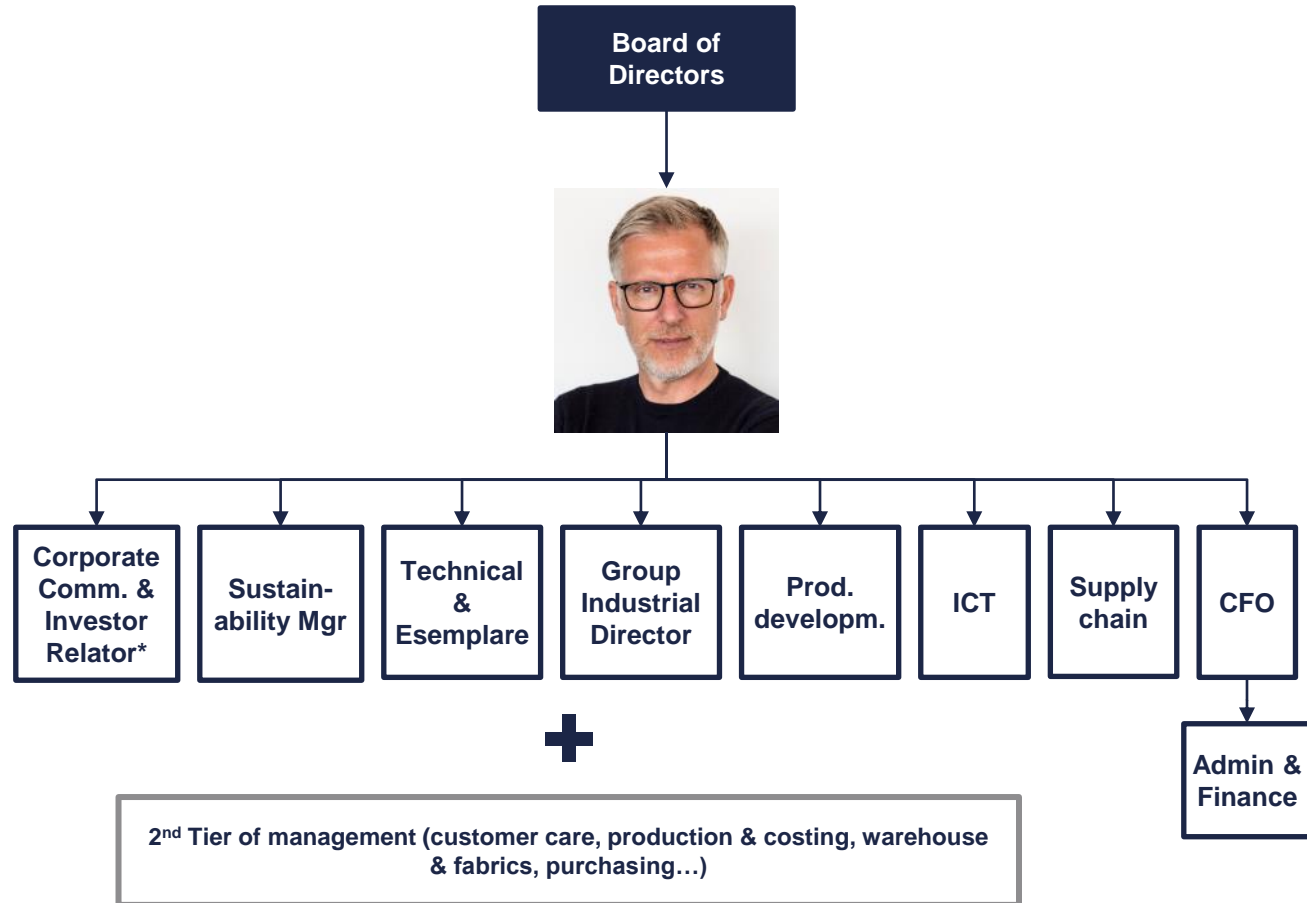 Board of
Directors
Corporate
Comm. &
Investor
Relator*
Sustain-
ability Mgr
Technical
&
Esemplare
Group
Industrial
Director
Prod.
developm.
ICT
Supply
chain
CFO
Admin &
Finance
2nd Tier of management (customer care, production & costing, warehouse
& fabrics, purchasing…)